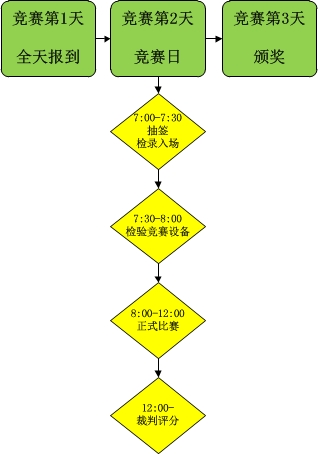 竞赛第1天
全天报到
竞赛第2天
竞赛日
竞赛第3天
颁奖
7:00-7:30
抽签
检录入场
7:30-8:00
检验竞赛设备
8:00-12:00
正式比赛
12:00-
裁判评分